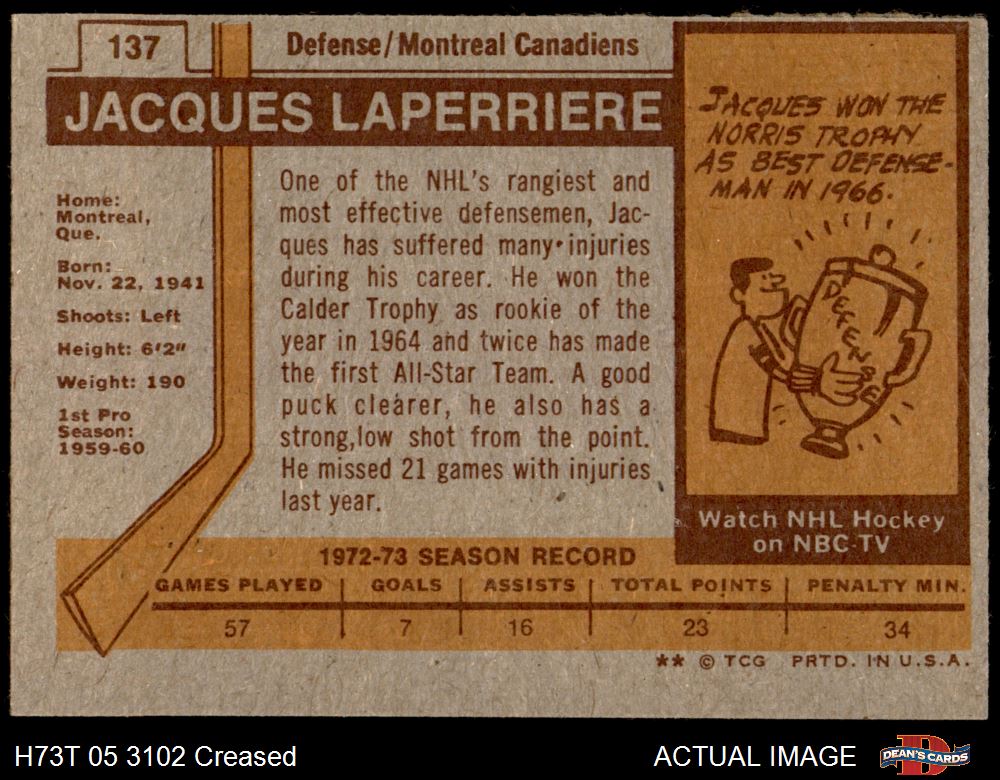 137
Defense/Montreal Canadiens
JACQUES LAPERRIERE
Home:
Montreal,
Que.
Born:
Nov. 22, 1941
Shoots: Left
Height: 6'2"
Weight: 190
1st Pro
Season:
1959-60
One of the NHL's rangiest and
most effective defensemen, Jac-
ques has suffered many injuries
during his career. He won the
Calder Trophy as rookie of the
year in 1964 and twice has made
the first All-Star Team. A good
puck clearer, he also has a
strong,low shot from the point.
He missed 21 games with injuries
last year.
JACQUES WON THE
NORRIS TROPHY
AS BEST DEFENSE-
MAN IN 1966.
DEFENSE
Watch NHL Hockey
on NBC-TV
1972-73 SEASON RECORD
GAMES PLAYED GOALS ASSISTS TOTAL POINTS PENALTY MIN.
57 7 16 23 34
** © TCG PRTD. IN U.S.A.
H73T 05 3102 Creased
ACTUAL IMAGE
DEAN'S CARDS